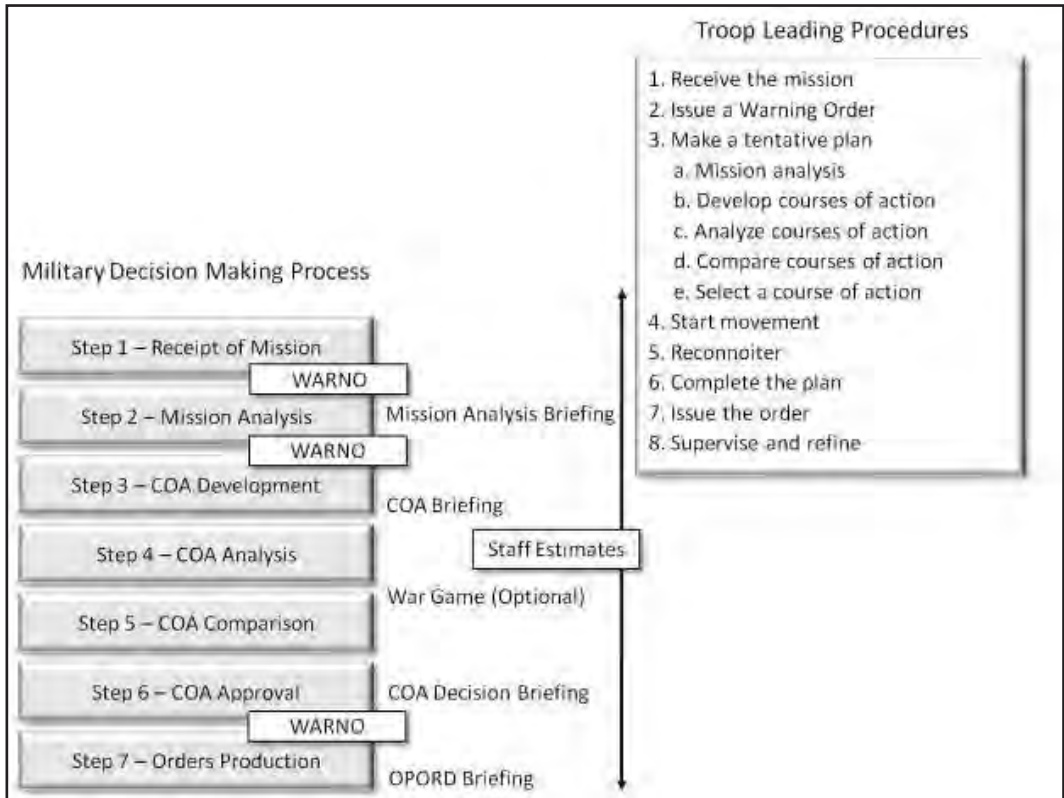 Troop Leading Procedures
1. Receive the mission
2. Issue a Warning Order
3. Make a tentative plan
a. Mission analysis
b. Develop courses of action
c. Analyze courses of action
d. Compare courses of action
e. Select a course of action
4. Start movement
5. Reconnoiter
6. Complete the plan
7. Issue the order
8. Supervise and refine
Military Decision Making Process
Step 1 – Receipt of Mission
WARNO
Step 2 – Mission Analysis
Mission Analysis Briefing
WARNO
Step 3 – COA Development
COA Briefing
Step 4 – COA Analysis
Staff Estimates
War Game (Optional)
Step 5 – COA Comparison
Step 6 – COA Approval
COA Decision Briefing
WARNO
Step 7 – Orders Production
OPORD Briefing